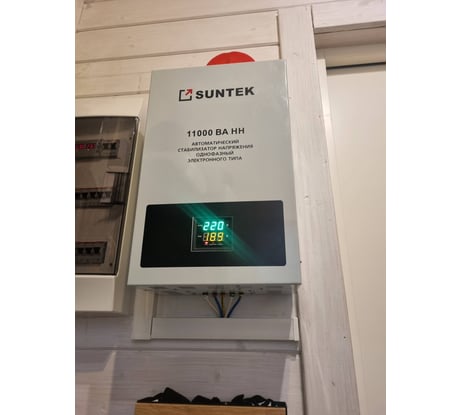 SUNTEK
11000 ВА НН
АВТОМАТИЧЕСКИЙ
СТАБИЛИЗАТОР НАПРЯЖЕНИЯ
ОДНОФАЗНЫЙ
ЭЛЕКТРОННОГО ТИПА
220
189